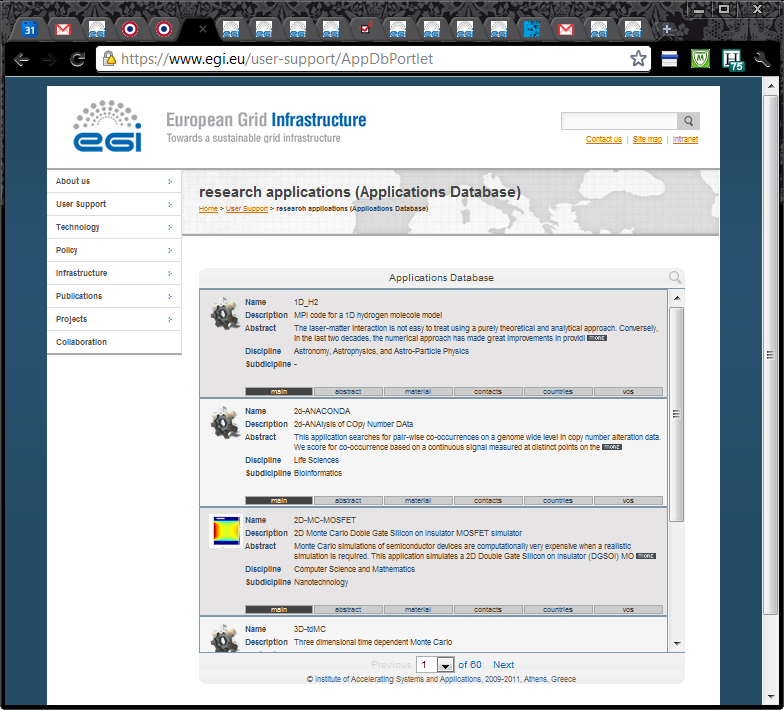 31
https://www.egi.eu/user-support/AppDbPortlet
75
egi
European Grid Infrastructure
Towards a sustainable grid infrastructure
Contact us | Site map | Intranet
About us
User Support
Technology
Policy
Infrastructure
Publications
Projects
Collaboration
research applications (Applications Database)
Home > User Support > research applications (Applications Database)
Applications Database
Name 1D_H2
Description MPI code for a 1D hydrogen molecole model
Abstract The laser-matter interaction is not easy to treat using a purely theoretical and analytical approach. Conversely,
in the last two decades, the numerical approach has made great improvements in providi MORE
Discipline Astronomy, Astrophysics, and Astro-Particle Physics
Subdicipline -
main abstract material contacts countries vos
Name 2d-ANACONDA
Description 2d-ANAlysis of COpy Number DAta
Abstract This application searches for pair-wise co-occurrences on a genome wide level in copy number alteration data.
We score for co-occurrence based on a continuous signal measured at distinct points on the MORE
Discipline Life Sciences
Subdicipline Bioinformatics
main abstract material contacts countries vos
Name 2D-MC-MOSFET
Description 2D Monte Carlo Doble Gate Silicon on Insulator MOSFET simulator
Abstract Monte Carlo simulations of semiconductor devices are computationally very expensive when a realistic
simulation is required. This application simulates a 2D Double Gate Silicon on Insulator (DGSOI) MO MORE
Discipline Computer Science and Mathematics
Subdicipline Nanotechnology
main abstract material contacts countries vos
Name 3D-tdMC
Description Three dimensional time dependent Monte Carlo
Previous 1 of 60 Next
© Institute of Accelerating Systems and Applications, 2009-2011, Athens, Greece